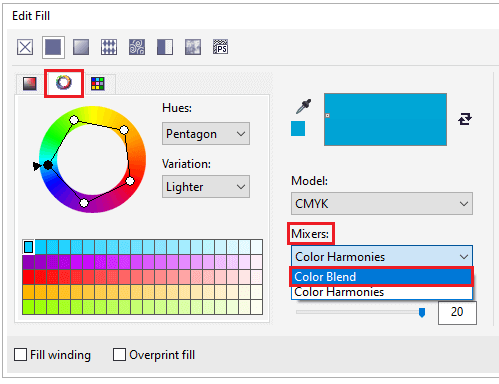 Edit Fill
PS
Hues:
Pentagon
Variation:
Lighter
Model:
CMYK
Mixers:
Color Harmonies
Color Blend
Color Harmonies
20
Fill winding
Overprint fill